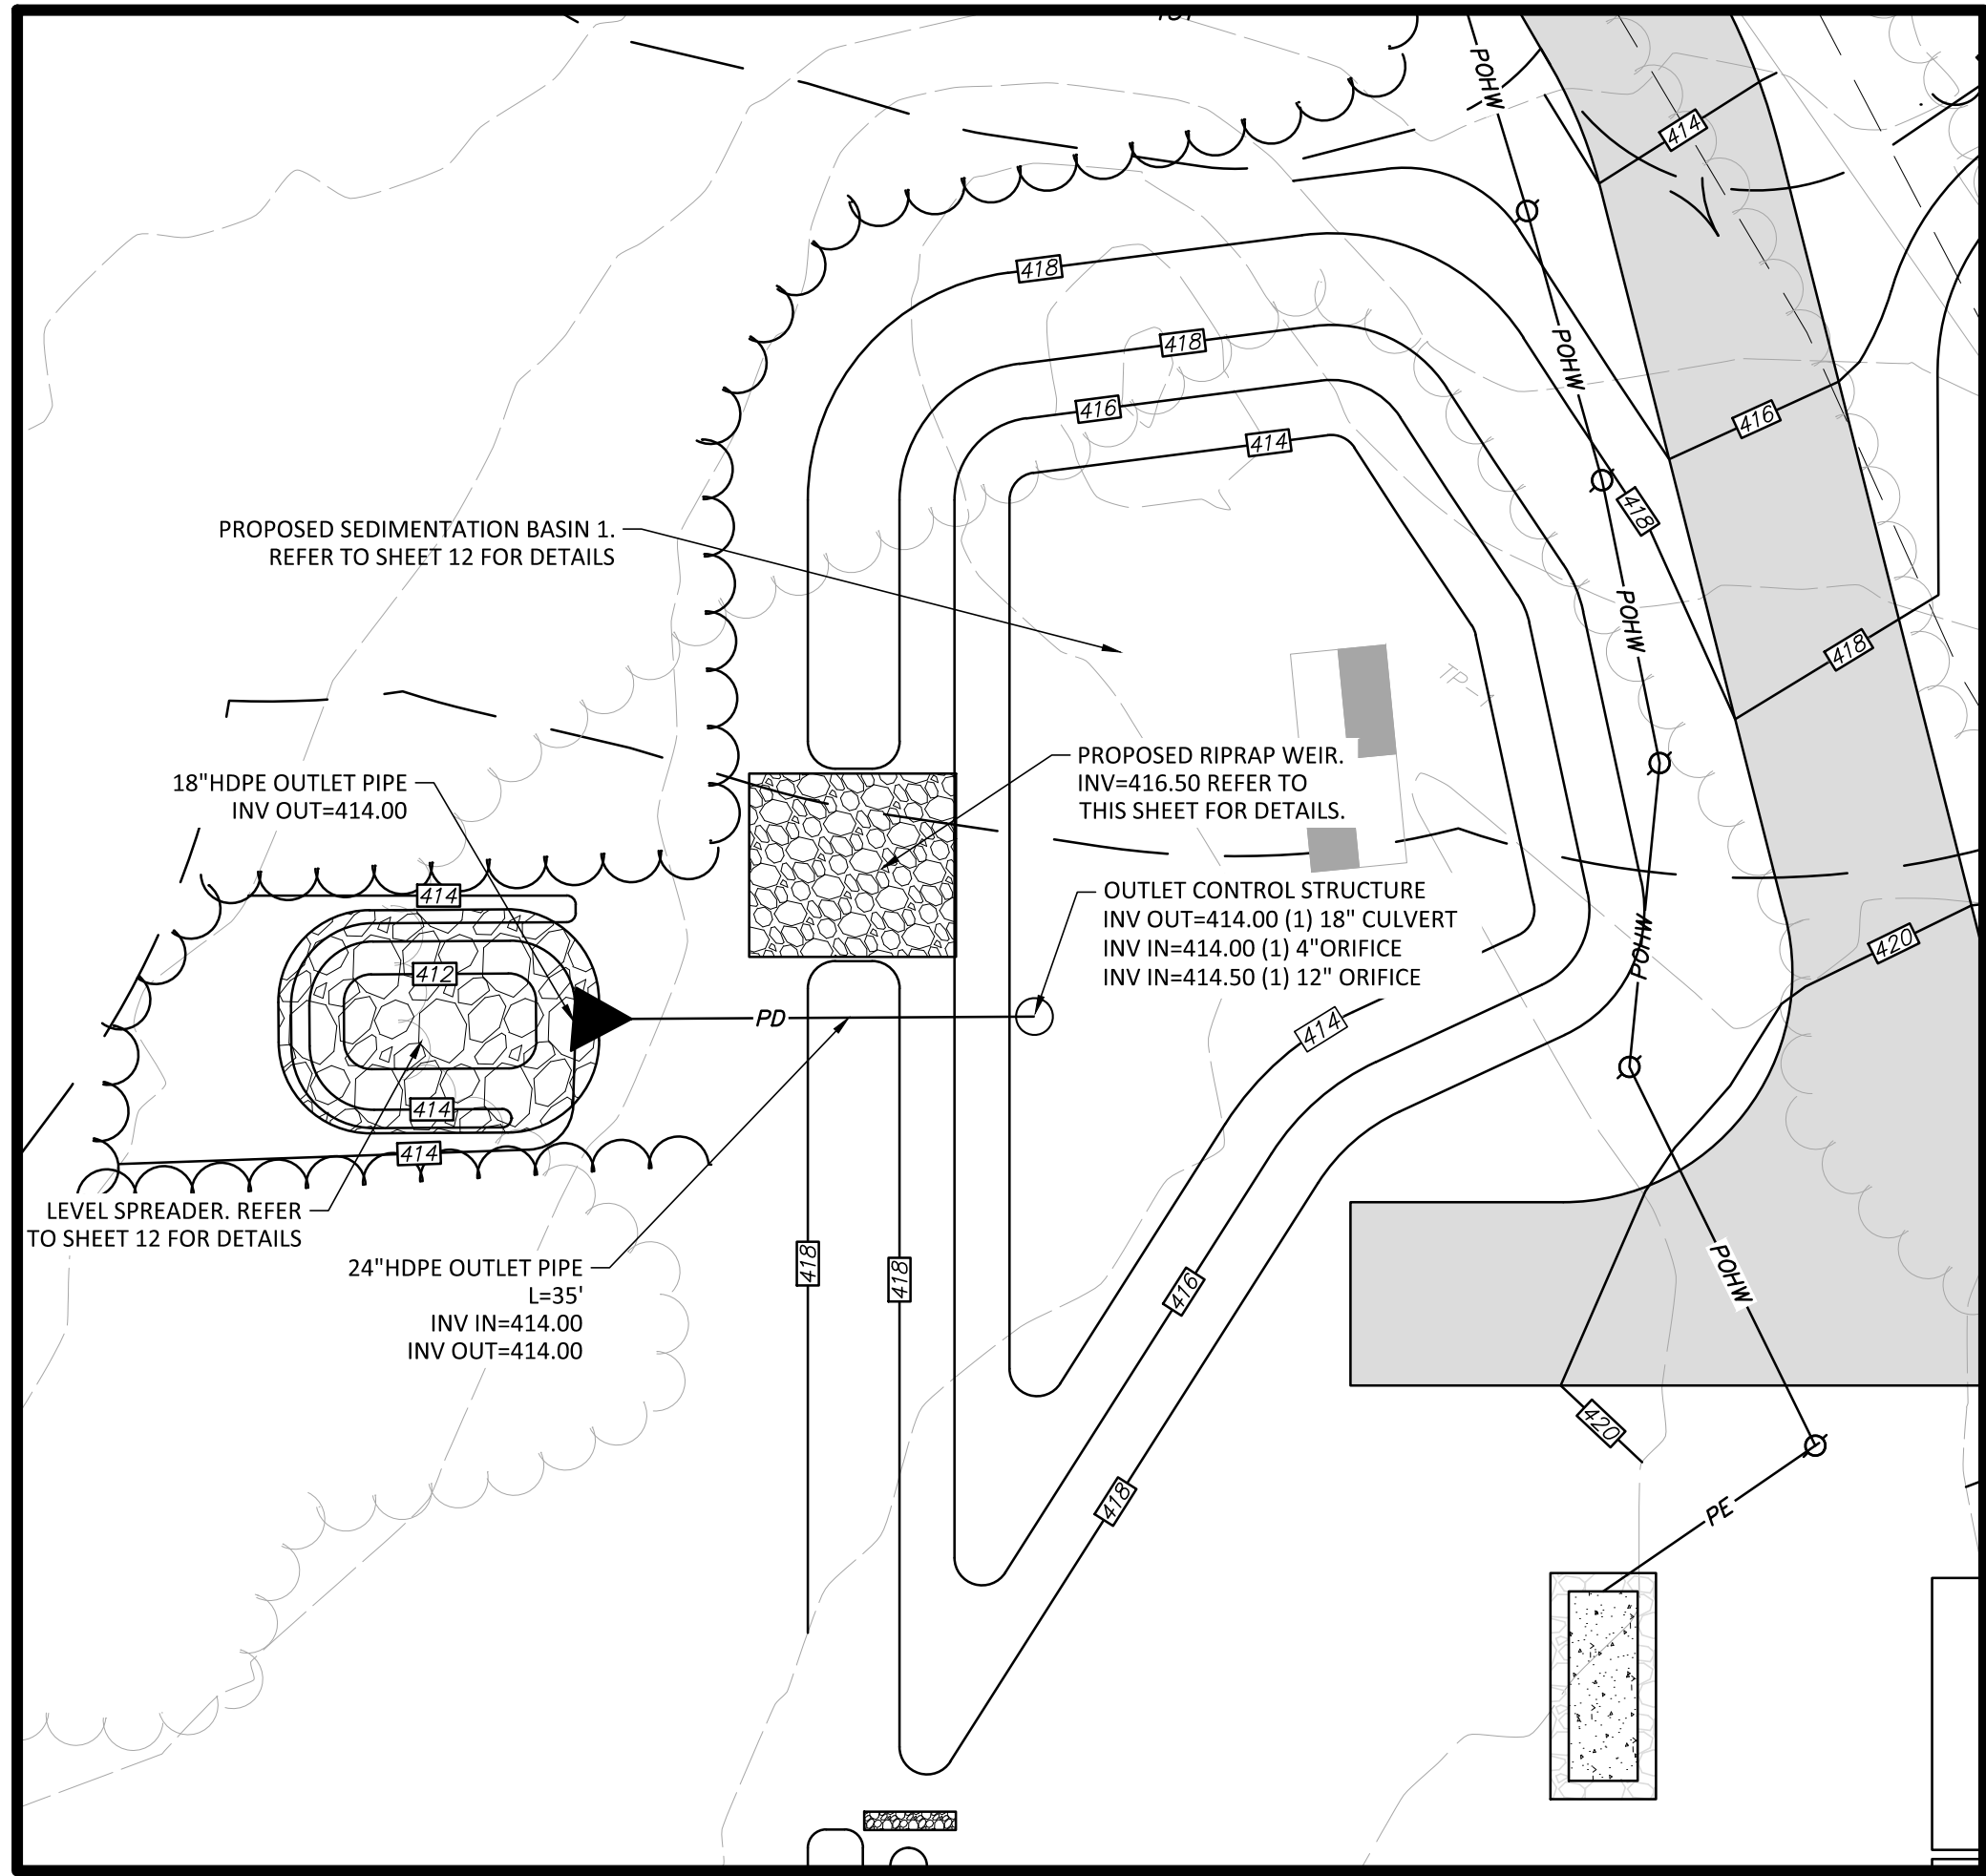 POHW
414
418
418
416
414
POHW
416
418
PROPOSED SEDIMENTATION BASIN 1.
REFER TO SHEET 12 FOR DETAILS
POHW
418
PROPOSED RIPRAP WEIR.
INV=416.50 REFER TO
THIS SHEET FOR DETAILS.
18"HDPE OUTLET PIPE
INV OUT=414.00
414
OUTLET CONTROL STRUCTURE
INV OUT=414.00 (1) 18" CULVERT
INV IN=414.00 (1) 4"ORIFICE
INV IN=414.50 (1) 12" ORIFICE
POHW
420
412
PD
414
414
414
LEVEL SPREADER. REFER
TO SHEET 12 FOR DETAILS
24"HDPE OUTLET PIPE
L=35'
INV IN=414.00
INV OUT=414.00
418
418
416
POHW
420
418
PE